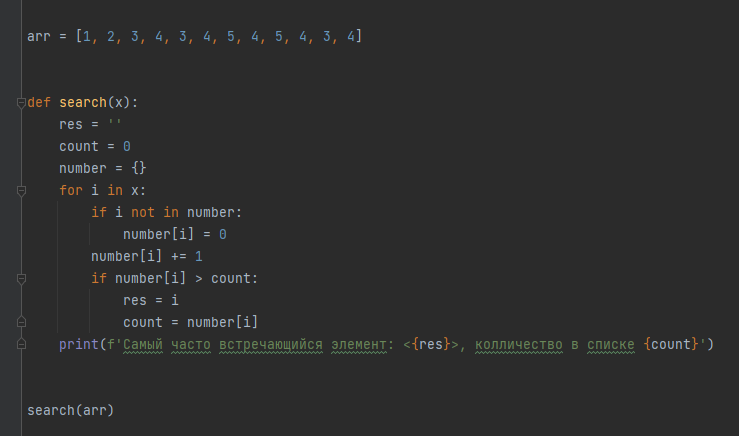 arr = [1, 2, 3, 4, 3, 4, 5, 4, 5, 4, 3, 4]
def search(x):
    res = ''
    count = 0
    number = {}
    for i in x:
        if i not in number:
            number[i] = 0
        number[i] += 1
        if number[i] > count:
            res = i
            count = number[i]
    print(f'Самый часто встречающийся элемент: <{res}>, колличество в списке {count}')
search(arr)